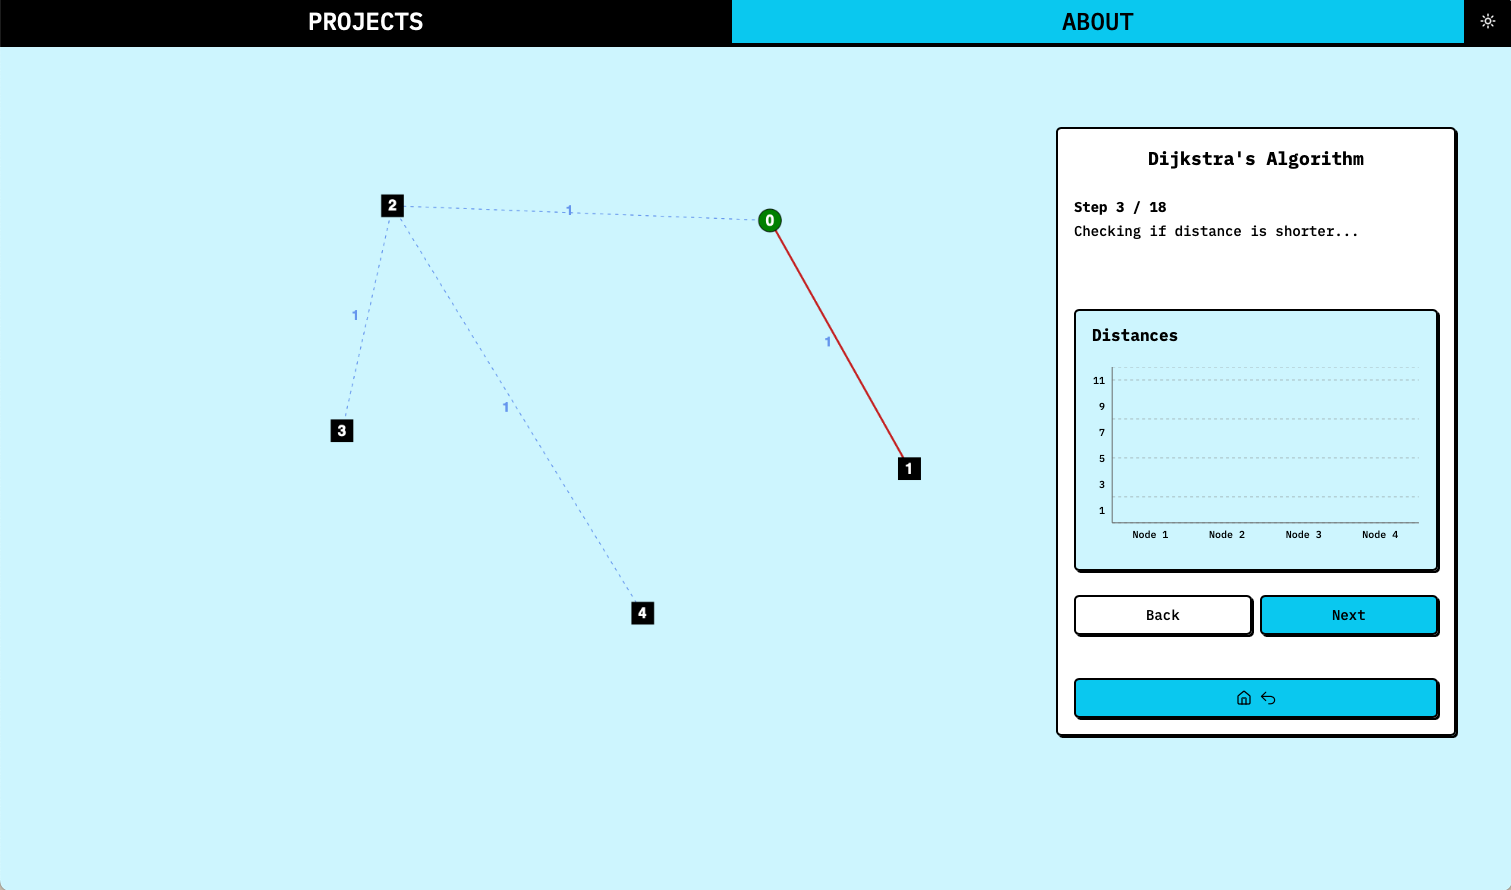 PROJECTS
ABOUT
2
1
0
1
1
1
3
1
4
Dijkstra's Algorithm
Step 3 / 18
Checking if distance is shorter...
Distances
11
9
7
5
3
1
Node 1 Node 2 Node 3 Node 4
Back
Next